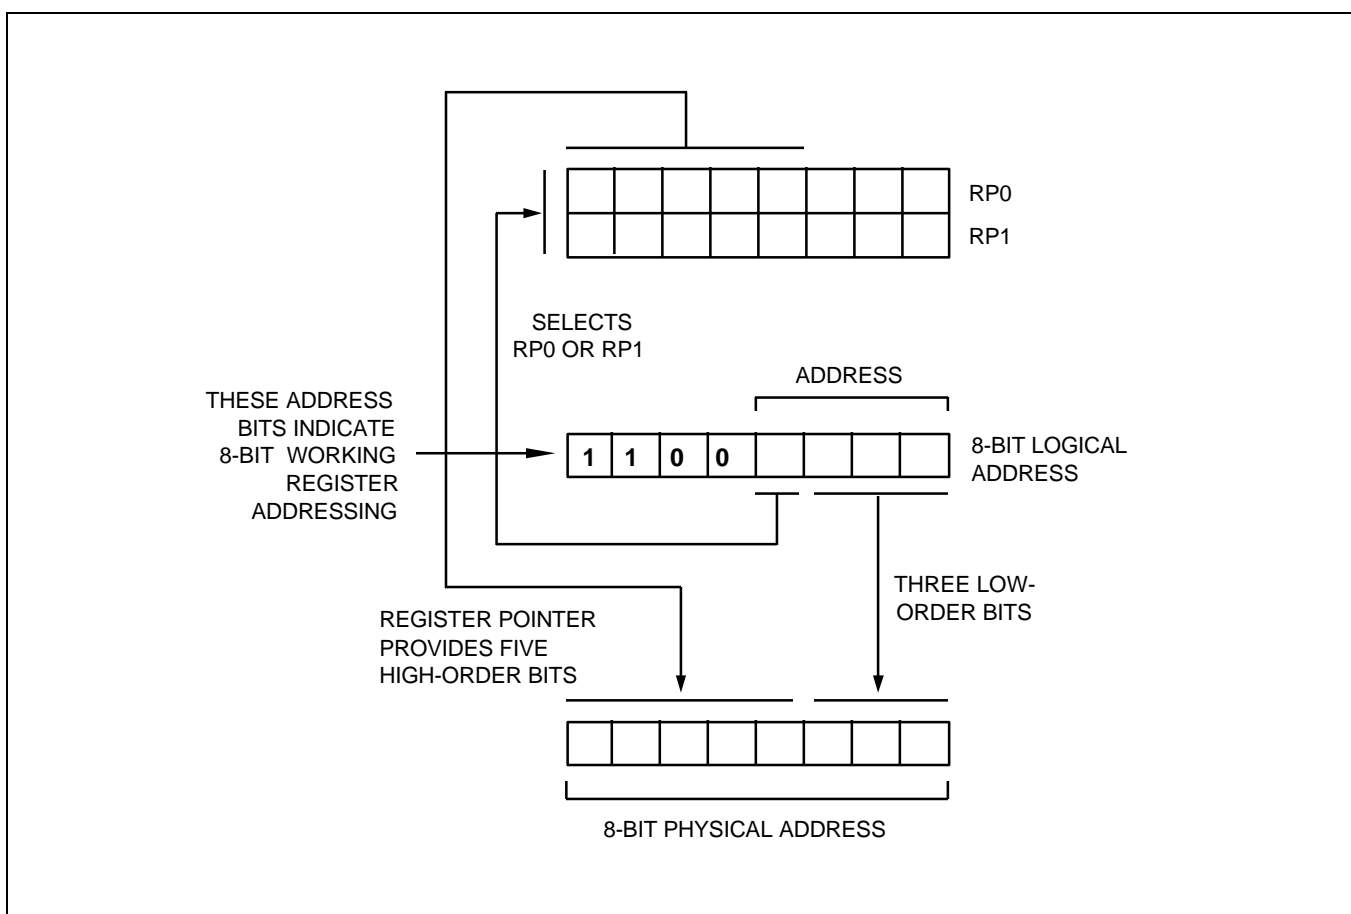 RP0
RP1
SELECTS
RP0 OR RP1
ADDRESS
THESE ADDRESS
BITS INDICATE
8-BIT WORKING
REGISTER
ADDRESSING
1 1 0 0
8-BIT LOGICAL
ADDRESS
THREE LOW-
ORDER BITS
REGISTER POINTER
PROVIDES FIVE
HIGH-ORDER BITS
8-BIT PHYSICAL ADDRESS